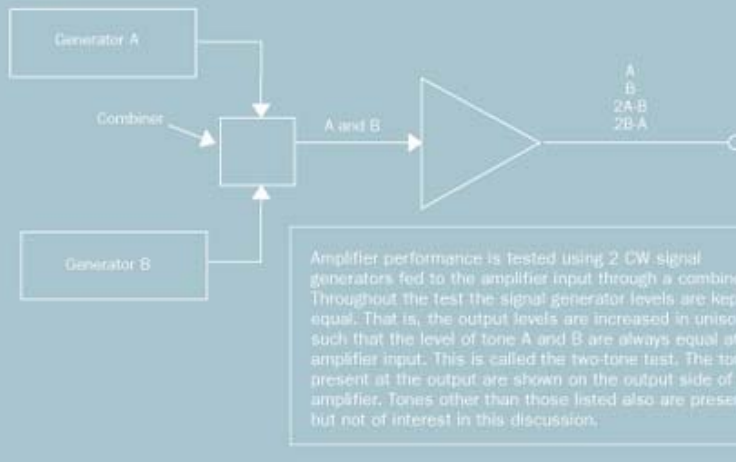 Generator A
Combiner
A and B
A
B
2A-B
2B-A
Generator B
Amplifier performance is tested using 2 CW signal
generators fed to the amplifier input through a
Throughout the test the signal generator levels are
equal. That is, the output levels are increased in
such that the level of tone A and B are always equal
amplifier input. This is called the two-tone test. The
present at the output are shown on the output side of
amplifier. Tones other than those listed also are
but not of interest in this discussion.